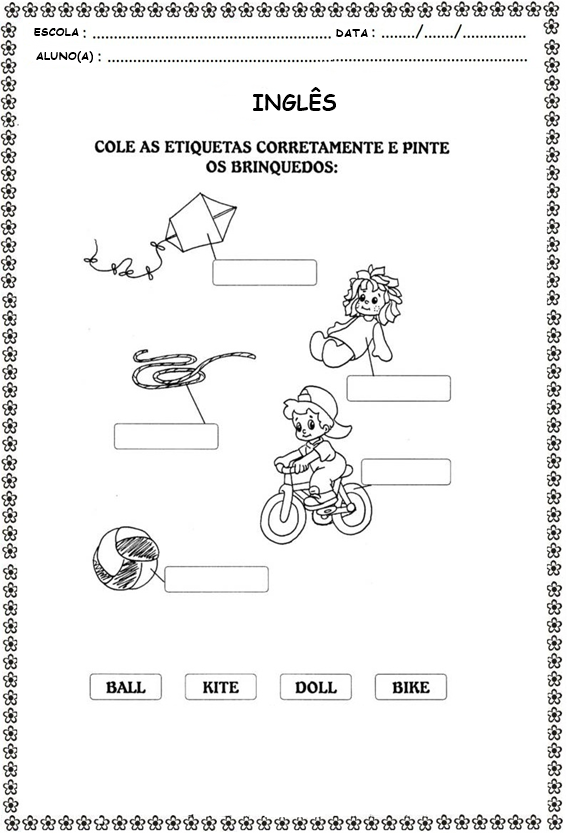 ESCOLA : ................................................................ DATA : ......../......./...............
ALUNO(A) : ..............................................................................................................
INGLÊS
COLE AS ETIQUETAS CORRETAMENTE E PINTE
OS BRINQUEDOS:
BALL KITE DOLL BIKE